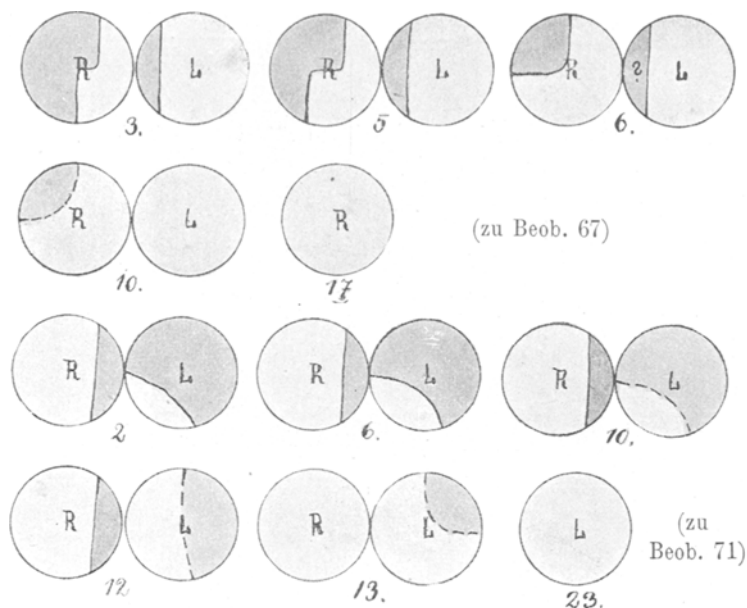 R L R L R L
?
3. 5 6.
R L R
10. 17
(zu Beob. 67)
R L R L R L
2 6. 10.
R L R L L
12 13. 23.
(zu
Beob. 71)